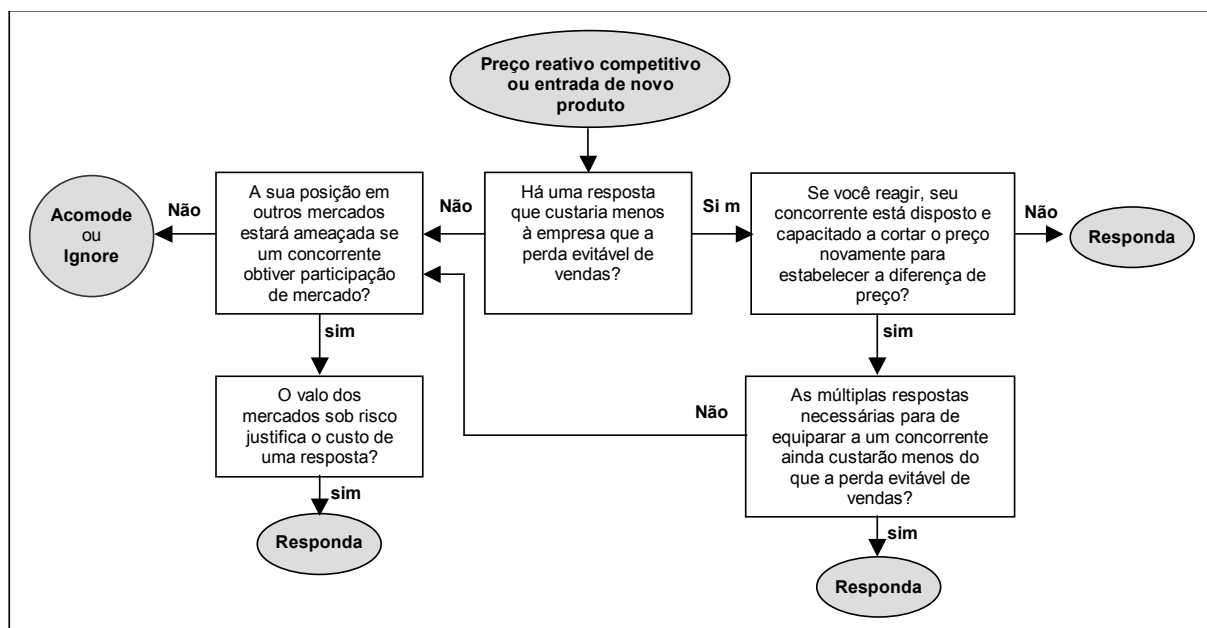 Preço reativo competitivo
ou entrada de novo
produto
A sua posição em
outros mercados
estará ameaçada se
um concorrente
obtiver participação
de mercado?
Não
Acomode
ou
Ignore
Não
Há uma resposta
que custaria menos
à empresa que a
perda evitável de
vendas?
Si m
Se você reagir, seu
concorrente está disposto e
capacitado a cortar o preço
novamente para
estabelecer a diferença de
preço?
Não
Responda
sim
sim
O valo dos
mercados sob risco
justifica o custo de
uma resposta?
Não
As múltiplas respostas
necessárias para de
equiparar a um concorrente
ainda custarão menos do
que a perda evitável de
vendas?
sim
Responda
sim
Responda